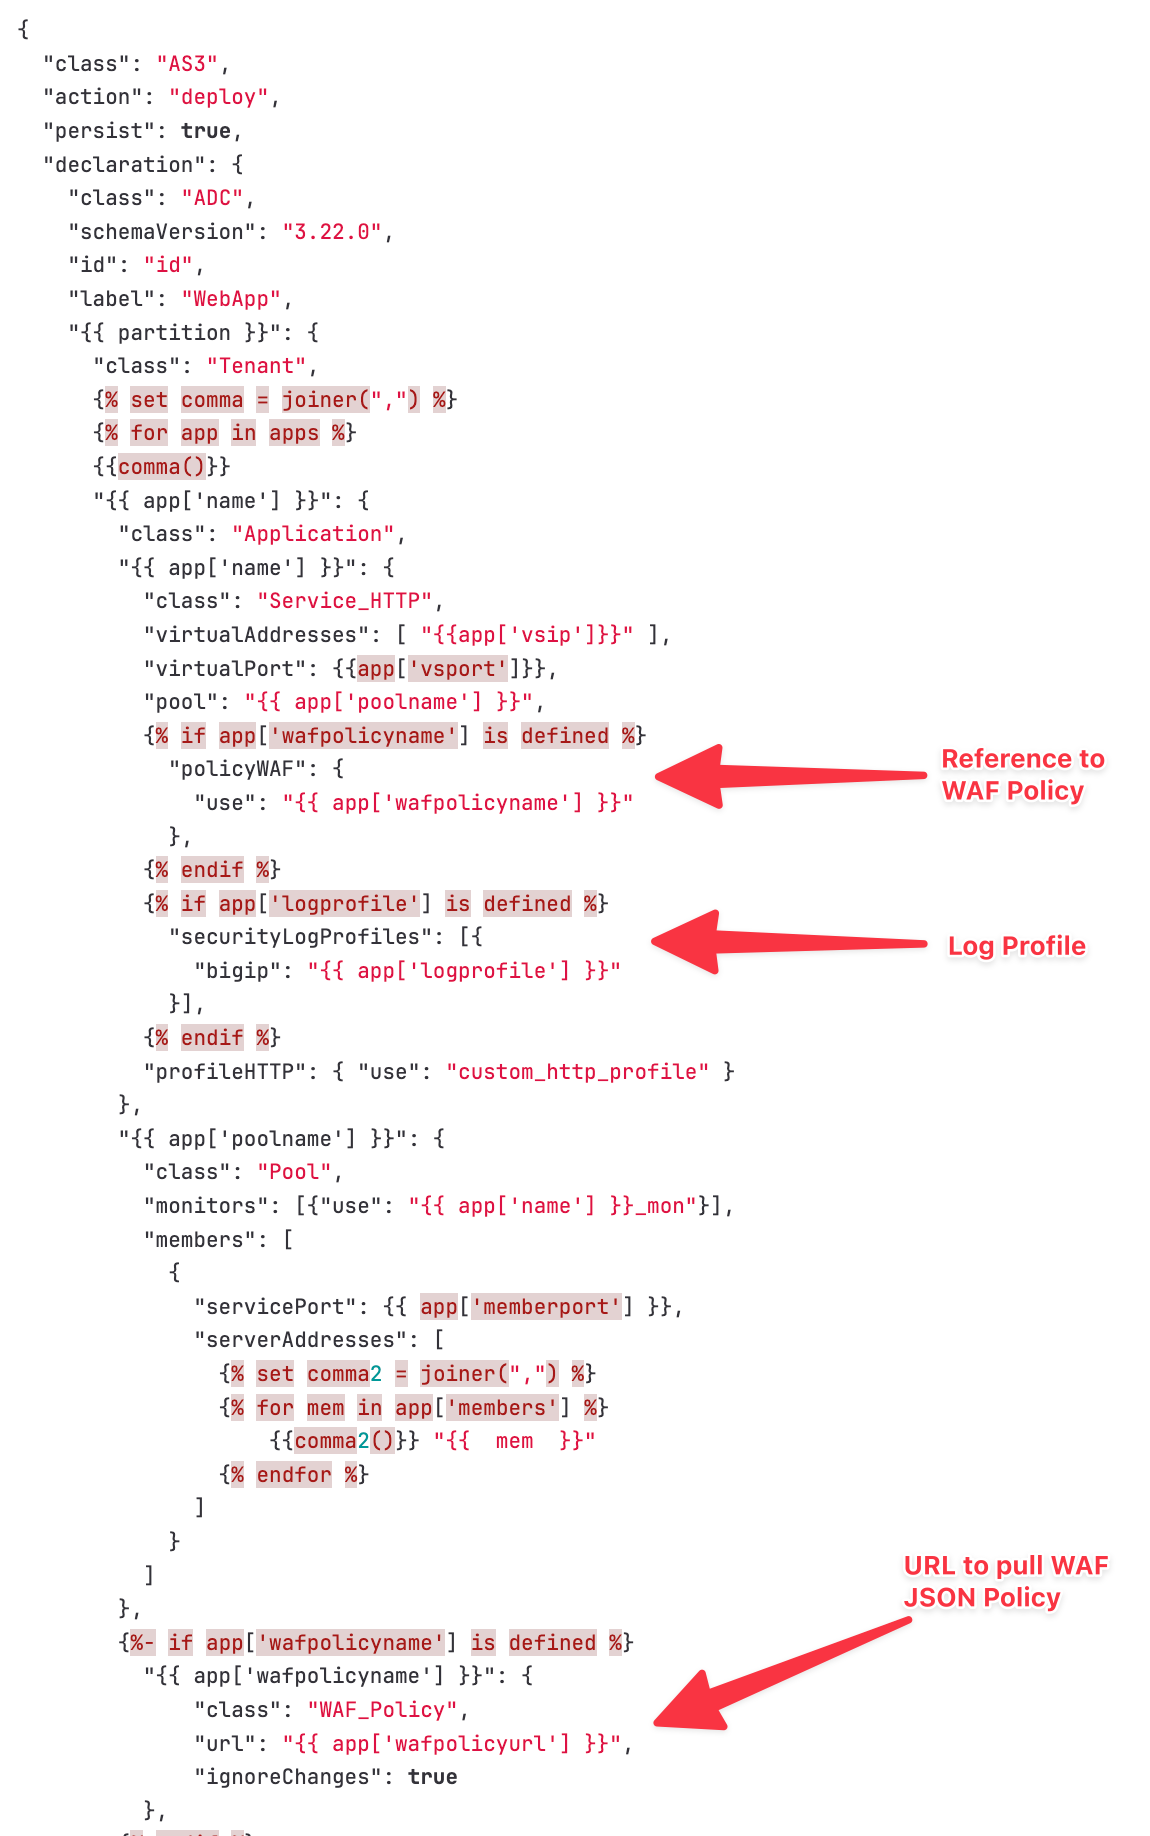 {
  "class": "AS3",
  "action": "deploy",
  "persist": true,
  "declaration": {
    "class": "ADC",
    "schemaVersion": "3.22.0",
    "id": "id",
    "label": "WebApp",
    "{{ partition }}": {
      "class": "Tenant",
      {% set comma = joiner(",") %}
      {% for app in apps %}
      {{comma()}}
      "{{ app['name'] }}": {
        "class": "Application",
        "{{ app['name'] }}": {
          "class": "Service_HTTP",
          "virtualAddresses": [ "{{app['vsip']}}" ],
          "virtualPort": {{app['vsport']}},
          "pool": "{{ app['poolname'] }}",
          {% if app['wafpolicyname'] is defined %}
            "policyWAF": {
Reference to
WAF Policy
              "use": "{{ app['wafpolicyname'] }}"
            },
          {% endif %}
          {% if app['logprofile'] is defined %}
            "securityLogProfiles": [{
Log Profile
              "bigip": "{{ app['logprofile'] }}"
            }],
          {% endif %}
          "profileHTTP": { "use": "custom_http_profile" }
        },
        "{{ app['poolname'] }}": {
          "class": "Pool",
          "monitors": [{"use": "{{ app['name'] }}_mon"}],
          "members": [
            {
              "servicePort": {{ app['memberport'] }},
              "serverAddresses": [
                {% set comma2 = joiner(",") %}
                {% for mem in app['members'] %}
                    {{comma2()}} "{{  mem  }}"
                {% endfor %}
              ]
            }
          ]
        },
URL to pull WAF
JSON Policy
        {%- if app['wafpolicyname'] is defined %}
          "{{ app['wafpolicyname'] }}": {
              "class": "WAF_Policy",
              "url": "{{ app['wafpolicyurl'] }}",
              "ignoreChanges": true
          },